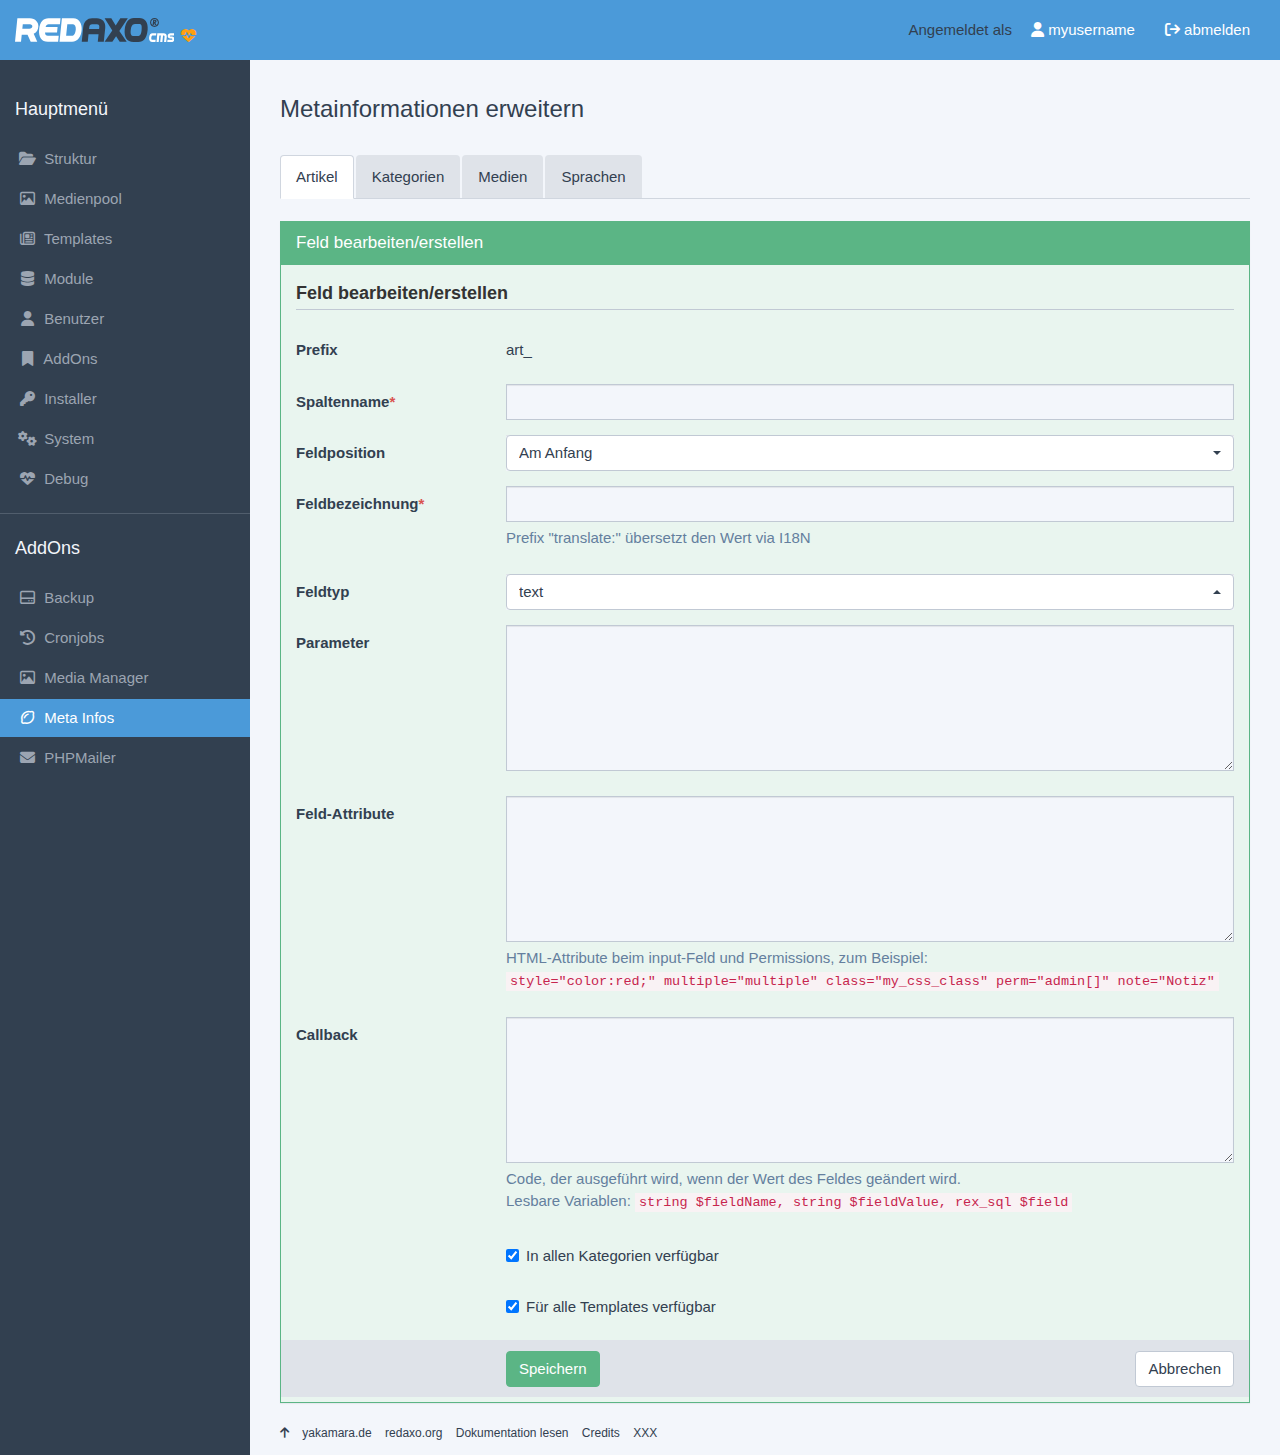 REDAXO® cms
Angemeldet als myusername abmelden
Hauptmenü
Struktur
Medienpool
Templates
Module
Benutzer
AddOns
Installer
System
Debug
AddOns
Backup
Cronjobs
Media Manager
Meta Infos
PHPMailer
Metainformationen erweitern
Artikel Kategorien Medien Sprachen
Feld bearbeiten/erstellen
Feld bearbeiten/erstellen
Prefix art_
Spaltenname*
Feldposition Am Anfang
Feldbezeichnung*
Prefix "translate:" übersetzt den Wert via I18N
Feldtyp text
Parameter
Feld-Attribute
HTML-Attribute beim input-Feld und Permissions, zum Beispiel:
style="color:red;" multiple="multiple" class="my_css_class" perm="admin[]" note="Notiz"
Callback
Code, der ausgeführt wird, wenn der Wert des Feldes geändert wird.
Lesbare Variablen: string $fieldName, string $fieldValue, rex_sql $field
In allen Kategorien verfügbar
Für alle Templates verfügbar
Speichern Abbrechen
yakamara.de redaxo.org Dokumentation lesen Credits XXX